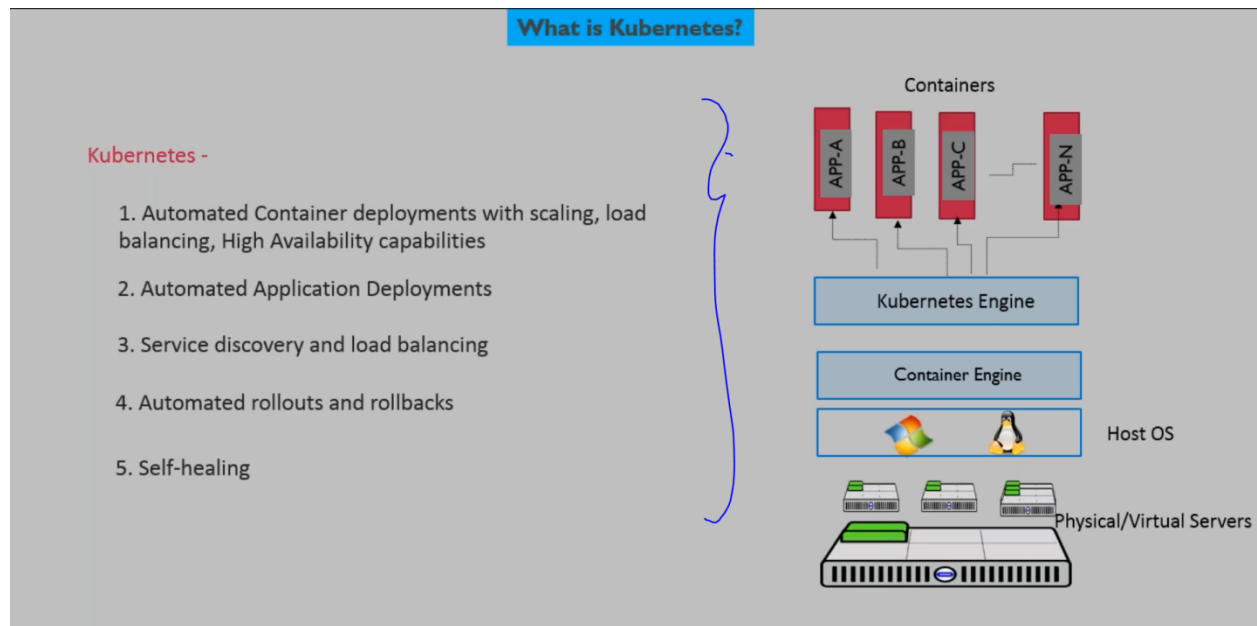 What is Kubernetes?
Kubernetes -
1. Automated Container deployments with scaling, load
balancing, High Availability capabilities
2. Automated Application Deployments
3. Service discovery and load balancing
4. Automated rollouts and rollbacks
5. Self-healing
Containers
APP-A
APP-B
APP-C
APP-N
Kubernetes Engine
Container Engine
Host OS
Physical/Virtual Servers